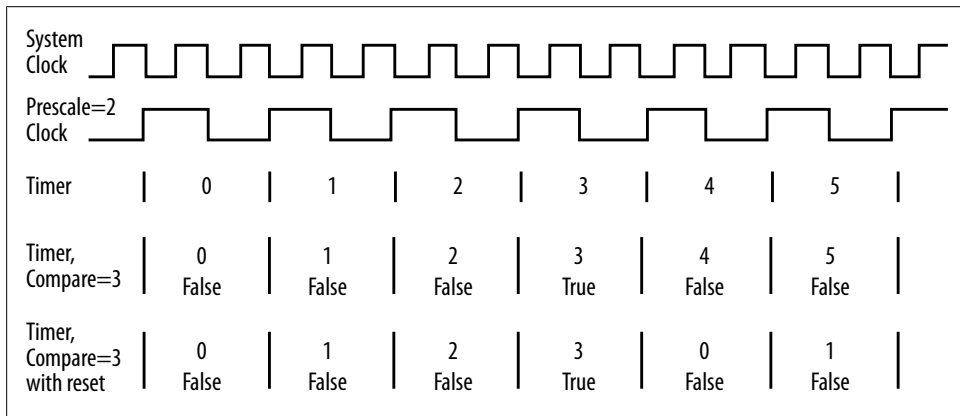 System
Clock
Prescale=2
Clock
Timer 0 1 2 3 4 5
Timer,
Compare=3
0 1 2 3 4 5
False False False True False False
Timer,
Compare=3
with reset
0 1 2 3 0 1
False False False True False False